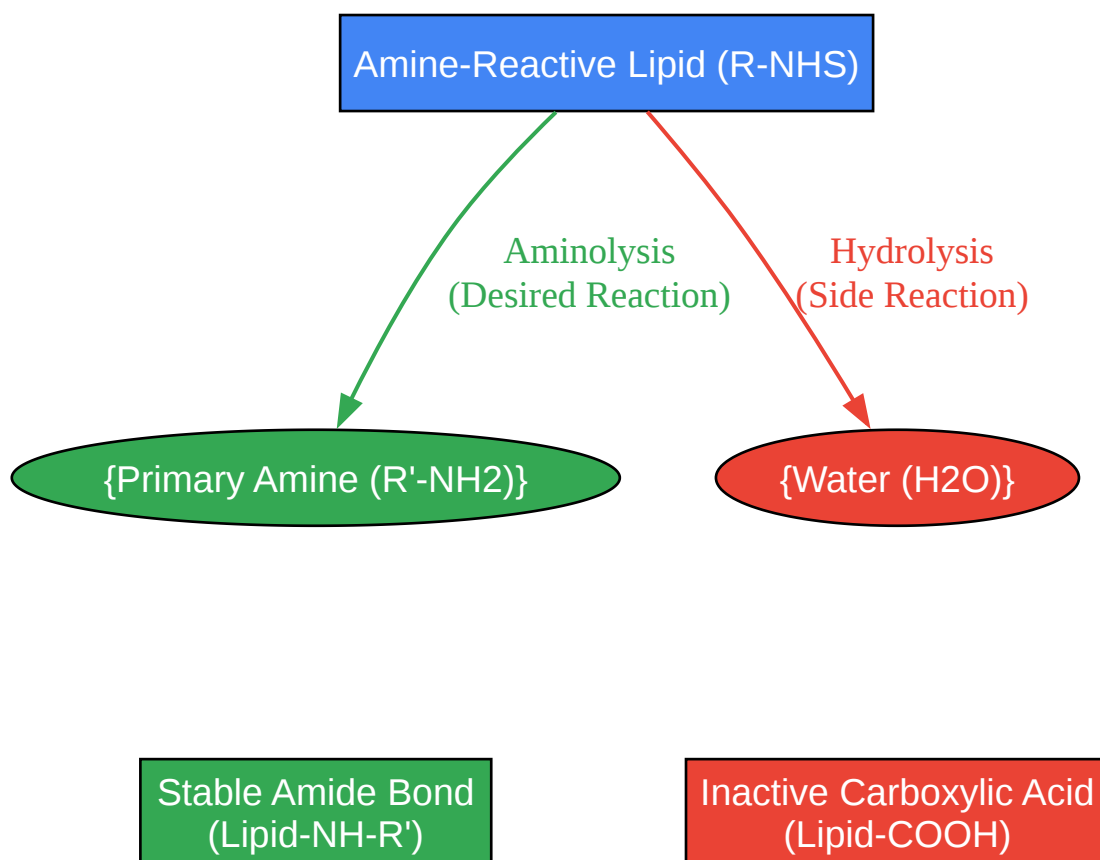 Amine-Reactive Lipid (R-NHS)
Aminolysis
(Desired Reaction)
Hydrolysis
(Side Reaction)
{Primary Amine (R'-NH2)}
{Water (H2O)}
Stable Amide Bond
(Lipid-NH-R')
Inactive Carboxylic Acid
(Lipid-COOH)